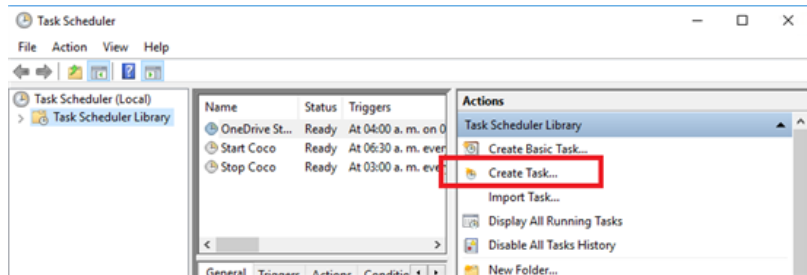 Task Scheduler
File Action View Help
Task Scheduler (Local)
Task Scheduler Library
Name Status Triggers
OneDrive St... Ready At 04:00 a. m. on 0
Start Coco Ready At 06:30 a. m. ever
Stop Coco Ready At 03:00 a. m. ever
General Triggers Actions Conditio
Actions
Task Scheduler Library
Create Basic Task...
Create Task...
Import Task...
Display All Running Tasks
Disable All Tasks History
New Folder...